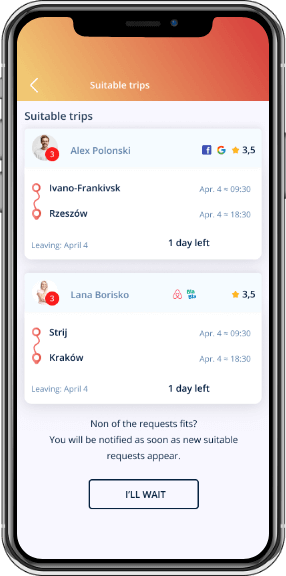 Suitable trips
Suitable trips
3
Alex Polonski
f
G
3,5
Ivano-Frankivsk
Apr. 4 ≈ 09:30
Rzeszów
Apr. 4 ≈ 18:30
Leaving: April 4
1 day left
3
Lana Borisko
Bla
Bla
3,5
Strij
Apr. 4 ≈ 09:30
Kraków
Apr. 4 ≈ 18:30
Leaving: April 4
1 day left
Non of the requests fits?
You will be notified as soon as new suitable
requests appear.
I'LL WAIT